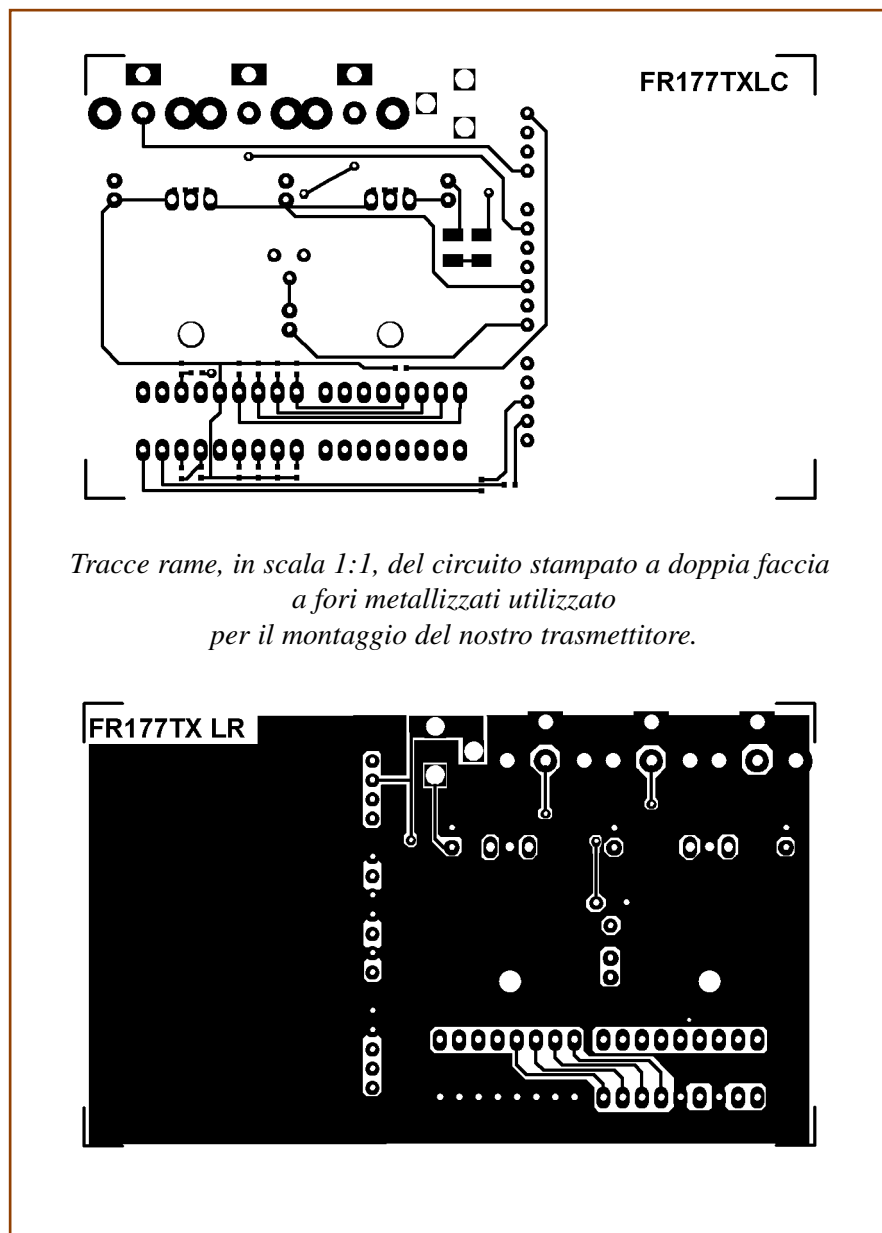 FR177TXLC
Tracce rame, in scala 1:1, del circuito stampato a doppia faccia
a fori metallizzati utilizzato
per il montaggio del nostro trasmettitore.
FR177TX LR